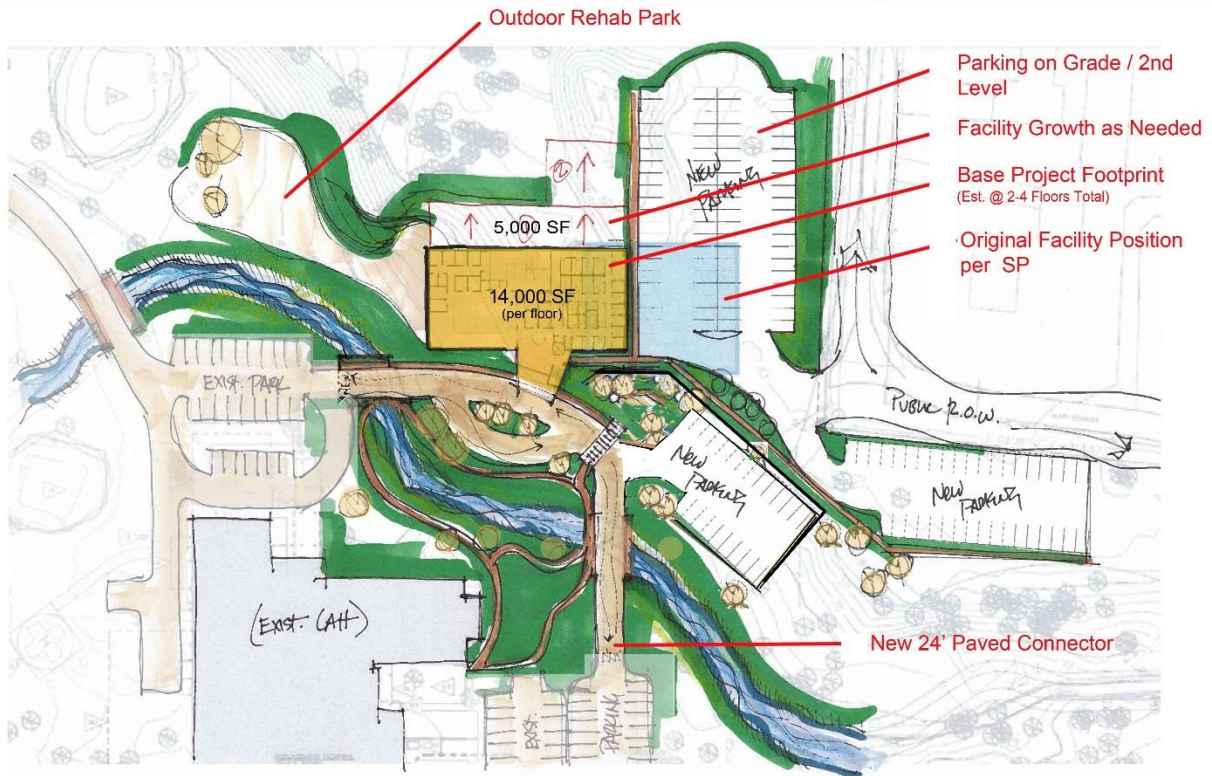 Outdoor Rehab Park
Parking on Grade / 2nd
Level
Facility Growth as Needed
Base Project Footprint
(Est. @ 2-4 Floors Total)
Original Facility Position
per SP
NEW
PARKING
2
5,000 SF
14,000 SF
(per floor)
EXIST. PARK
PUBLIC R.O.W.
NEW
PARKING
NEW
PARKING
(EXIST. CAH)
New 24' Paved Connector
EXIST.
PARKING